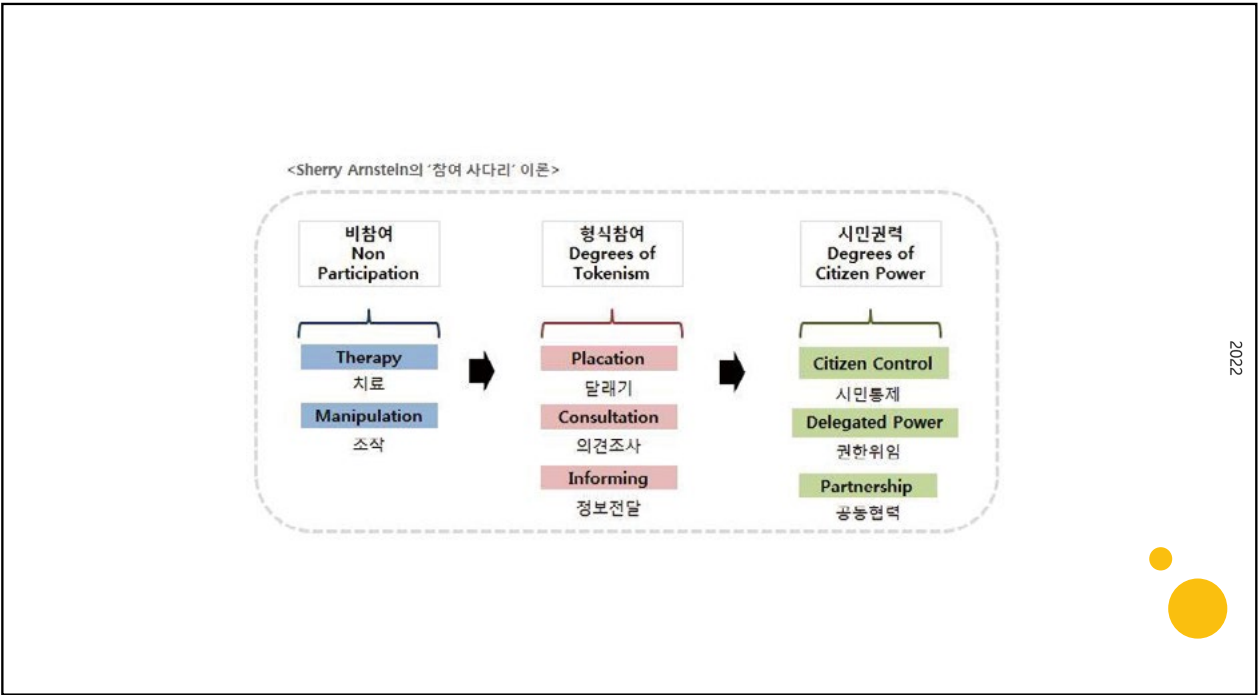 <Sherry Arnstein의 ‘참여 사다리’ 이론>
비참여
Non
Participation
Therapy
치료
Manipulation
조작
형식참여
Degrees of
Tokenism
Placation
달래기
Consultation
의견조사
Informing
정보전달
시민권력
Degrees of
Citizen Power
Citizen Control
시민통제
Delegated Power
권한위임
Partnership
공동협력
2022